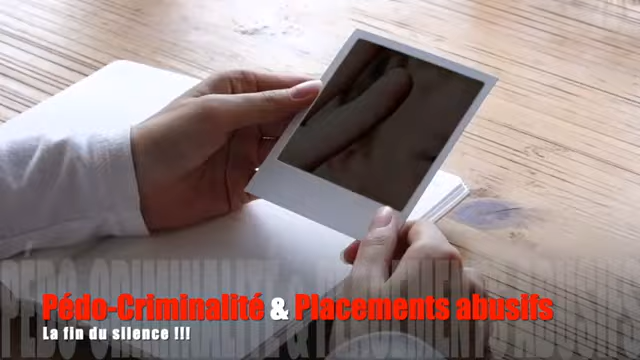 Pédo-Criminalité & Placements abusifs
La fin du silence !!!